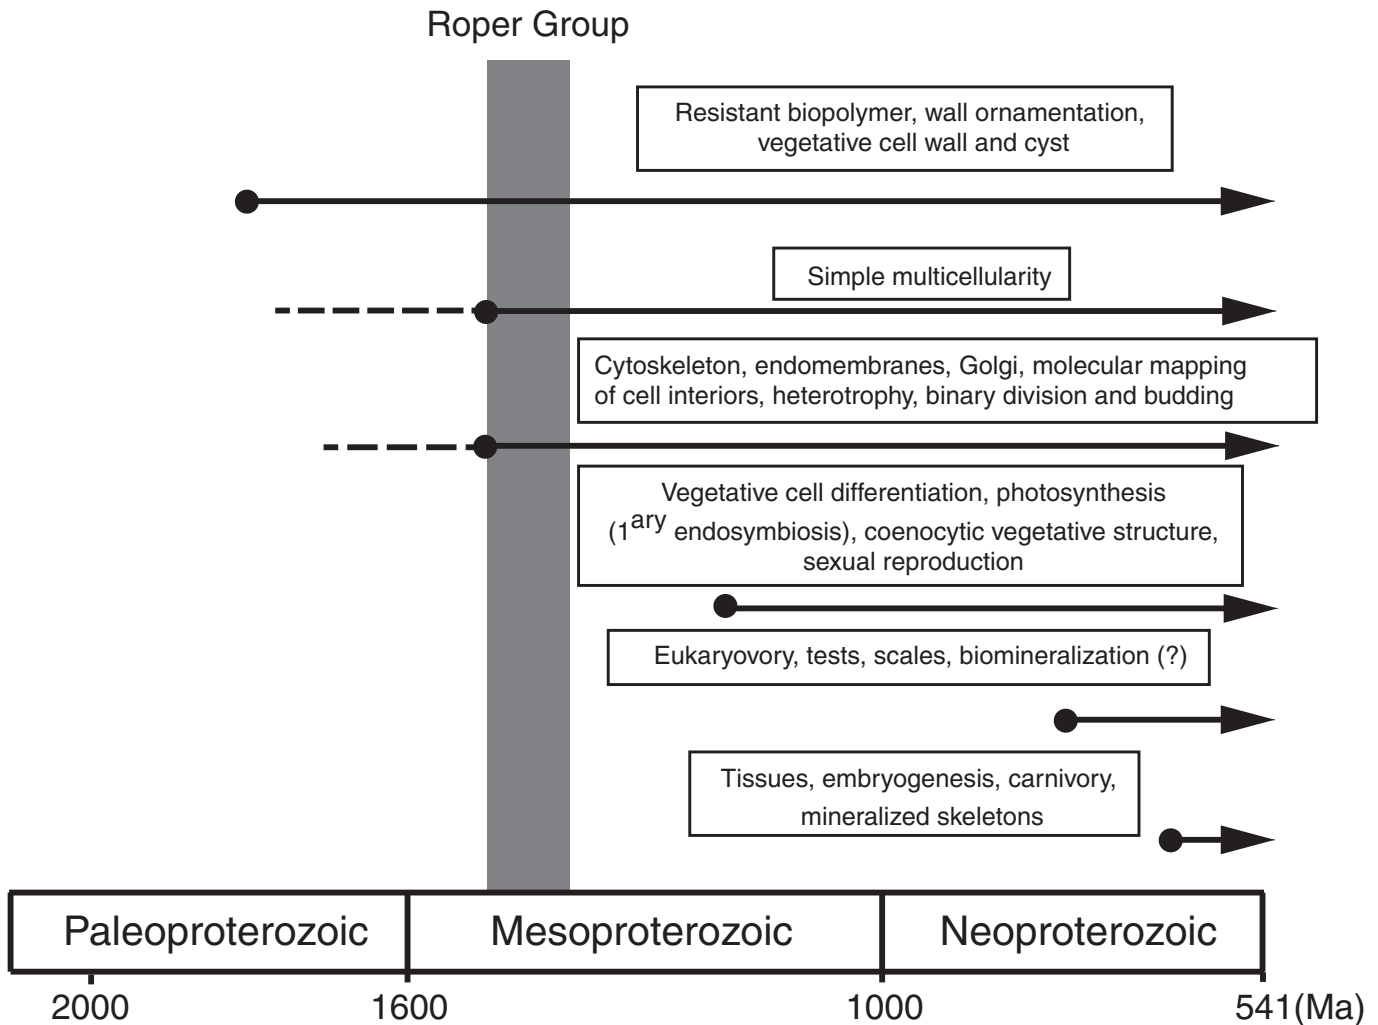 Roper Group
Resistant biopolymer, wall ornamentation,
vegetative cell wall and cyst
Simple multicellularity
Cytoskeleton, endomembranes, Golgi, molecular mapping
of cell interiors, heterotrophy, binary division and budding
Vegetative cell differentiation, photosynthesis
(1ary endosymbiosis), coenocytic vegetative structure,
sexual reproduction
Eukaryovory, tests, scales, biomineralization (?)
Tissues, embryogenesis, carnivory,
mineralized skeletons
Paleoproterozoic Mesoproterozoic Neoproterozoic
2000 1600 1000 541(Ma)